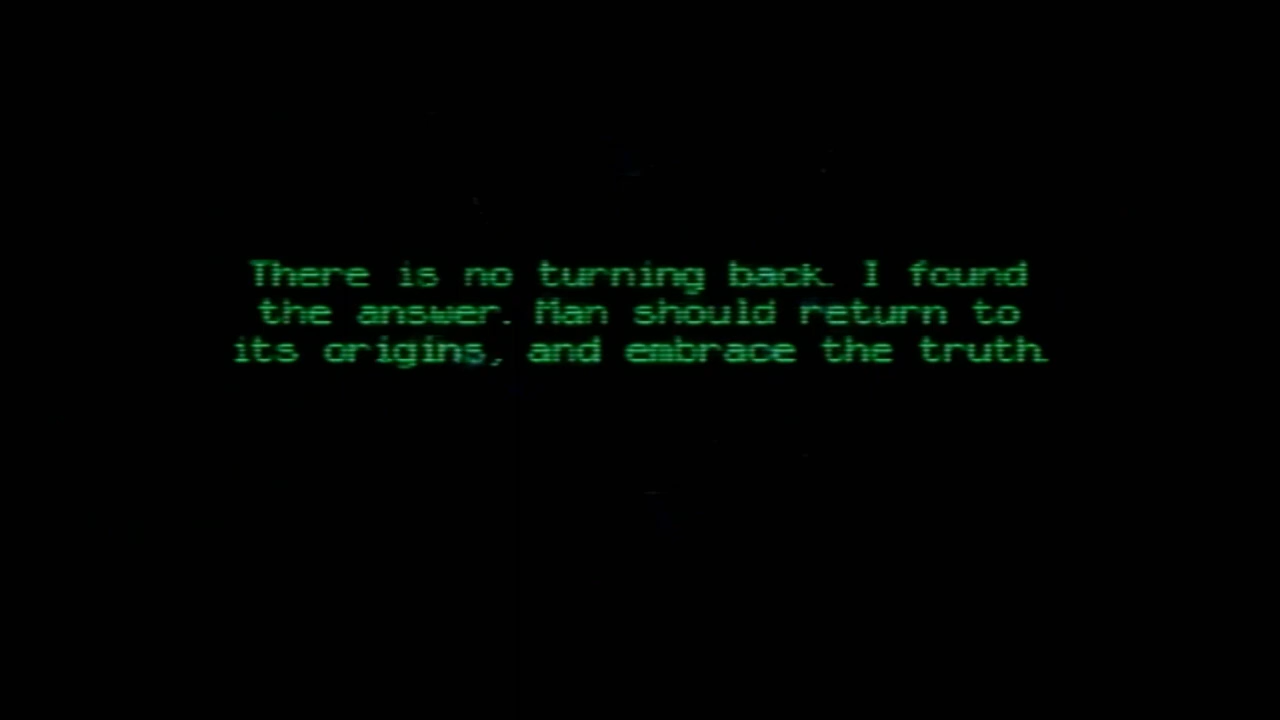 There is no turning back. I found
the answer. Man should return to
its origins, and embrace the truth.